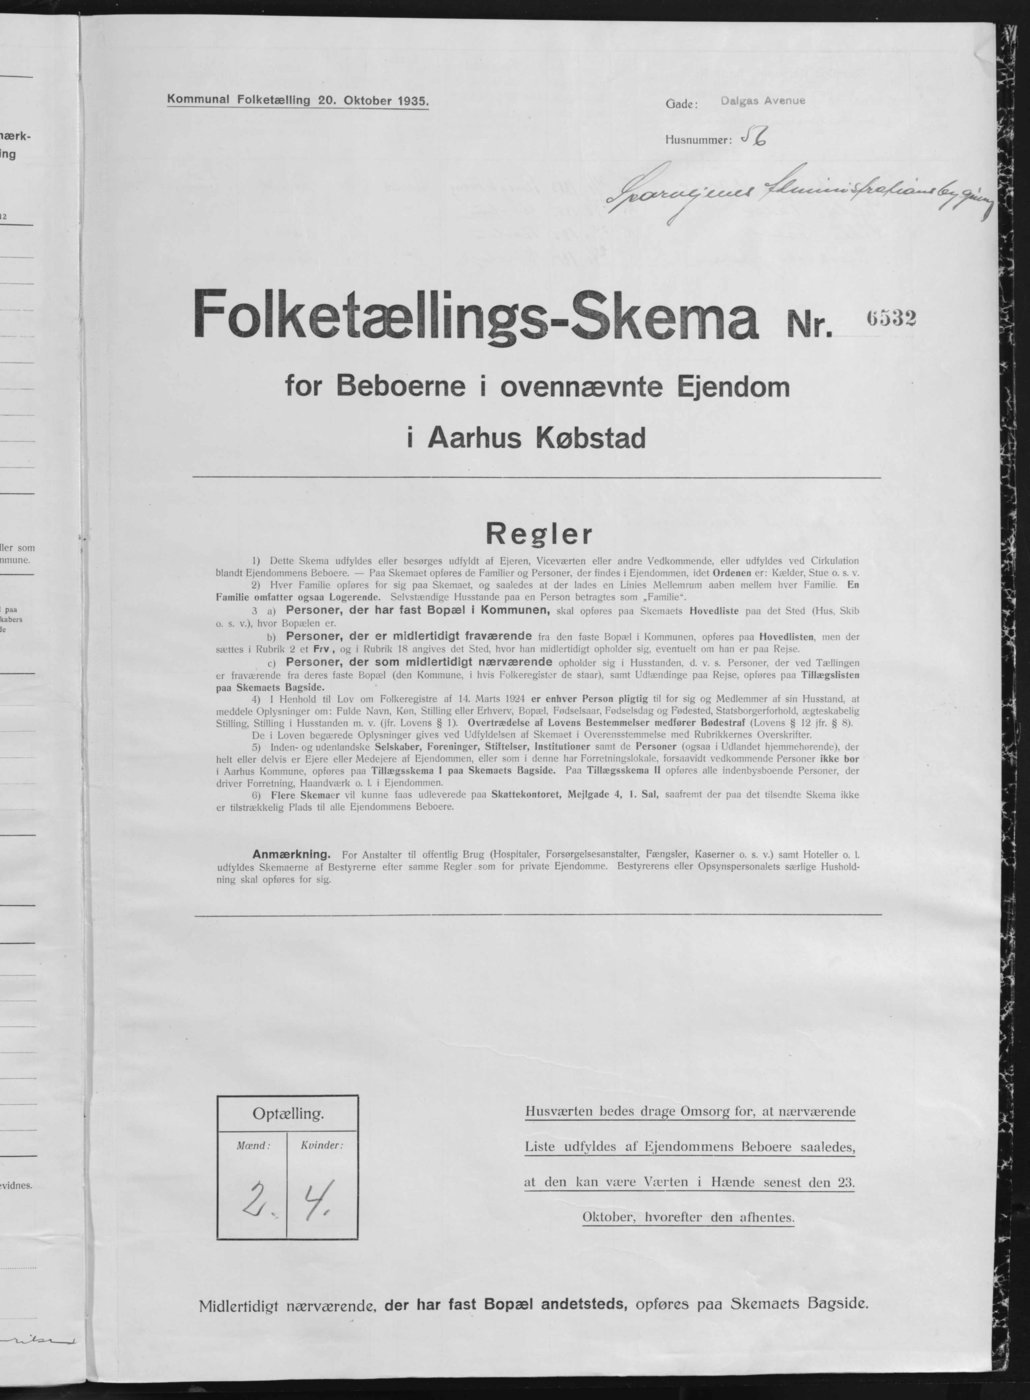 Kommunal Folketælling 20. Oktober 1935.
Gade: Dalgas Avenue
Husnummer: 56
Sporvejenes Administrationsbygning
Folketællings-Skema Nr. 6532
for Beboerne i ovennævnte Ejendom
i Aarhus Købstad
Regler
1) Dette Skema udfyldes eller besørges udfyldt af Ejeren, Viceværten eller andre Vedkommende, eller udfyldes ved Cirkulation
blandt Ejendommens Beboere. — Paa Skemaet opføres de Familier og Personer, der findes i Ejendommen, idet Ordenen er: Kælder, Stue o. s. v.
2) Hver Familie opføres for sig paa Skemaet, og saaledes at der lades en Linies Mellemrum aaben mellem hver Familie. En
Familie omfatter ogsaa Logerende. Selvstændige Husstande paa en Person betragtes som „Familie“.
3 a) Personer, der har fast Bopæl i Kommunen, skal opføres paa Skemaets Hovedliste paa det Sted (Hus, Skib
o. s. v.), hvor Bopælen er.
b) Personer, der er midlertidigt fraværende fra den faste Bopæl i Kommunen, opføres paa Hovedlisten, men der
sættes i Rubrik 2 et Frv., og i Rubrik 18 angives det Sted, hvor han midlertidigt opholder sig, eventuelt om han er paa Rejse.
c) Personer, der som midlertidigt nærværende opholder sig i Husstanden, d. v. s. Personer, der ved Tællingen
er fraværende fra deres faste Bopæl (den Kommune, i hvis Folkeregister de staar), samt Udlændinge paa Rejse, opføres paa Tillægslisten
paa Skemaets Bagside.
4) I Henhold til Lov om Folkeregistre af 14. Marts 1924 er enhver Person pligtig til for sig og Medlemmer af sin Husstand, at
meddele Oplysninger om: Fulde Navn, Køn, Stilling eller Erhverv, Bopæl, Fødselsaar, Fødselsdag og Fødested, Statsborgerforhold, ægteskabelig
Stilling, Stilling i Husstanden m. v. (jfr. Lovens § 1). Overtrædelse af Lovens Bestemmelser medfører Bødestraf (Lovens § 12 jfr. § 8).
De i Loven begærede Oplysninger gives ved Udfyldelsen af Skemaet i Overensstemmelse med Rubrikkernes Overskrifter.
5) Inden- og udenlandske Selskaber, Foreninger, Stiftelser, Institutioner samt de Personer (ogsaa i Udlandet hjemmehørende), der
helt eller delvis er Ejere eller Medejere af Ejendommen, eller som i denne har Forretningslokale, forsaavidt vedkommende Personer ikke bor
i Aarhus Kommune, opføres paa Tillægsskema I paa Skemaets Bagside. Paa Tillægsskema II opføres alle indenbysboende Personer, der
driver Forretning, Haandværk o. l. i Ejendommen.
6) Flere Skemaer vil kunne faas udleverede paa Skattekontoret, Mejlgade 4, 1. Sal, saafremt der paa det tilsendte Skema ikke
er tilstrækkelig Plads til alle Ejendommens Beboere.
Anmærkning. For Anstalter til offentlig Brug (Hospitaler, Forsørgelsesanstalter, Fængsler, Kaserner o. s. v.) samt Hoteller o. l.
udfyldes Skemaerne af Bestyrerne efter samme Regler som for private Ejendomme. Bestyrerens eller Opsynspersonalets særlige Hushold-
ning skal opføres for sig.
Optælling.
Mænd: Kvinder:
2. 4.
Husværten bedes drage Omsorg for, at nærværende
Liste udfyldes af Ejendommens Beboere saaledes,
at den kan være Værten i Hænde senest den 23.
Oktober, hvorefter den afhentes.
Midlertidigt nærværende, der har fast Bopæl andetsteds, opføres paa Skemaets Bagside.